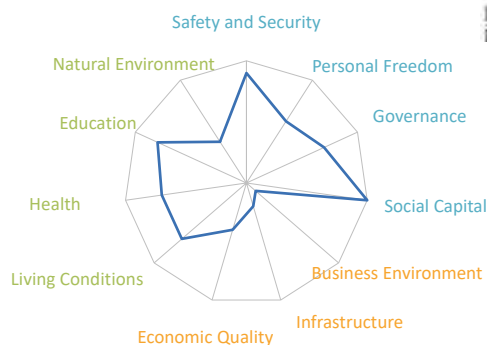 Safety and Security
Natural Environment
Personal Freedom
Education
Governance
Health
Social Capital
Living Conditions
Business Environment
Infrastructure
Economic Quality